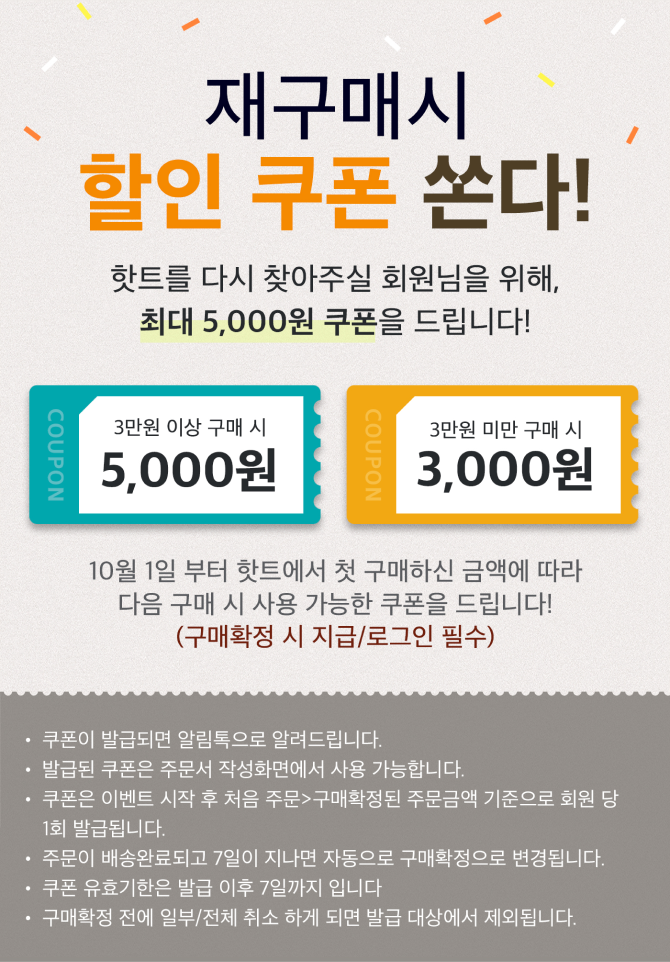 재구매시
할인 쿠폰 쏜다!
핫트를 다시 찾아주실 회원님을 위해,
최대 5,000원 쿠폰을 드립니다!
COUPON
3만원 이상 구매 시
5,000원
COUPON
3만원 미만 구매 시
3,000원
10월 1일 부터 핫트에서 첫 구매하신 금액에 따라
다음 구매 시 사용 가능한 쿠폰을 드립니다!
(구매확정 시 지급/로그인 필수)
• 쿠폰이 발급되면 알림톡으로 알려드립니다.
• 발급된 쿠폰은 주문서 작성화면에서 사용 가능합니다.
• 쿠폰은 이벤트 시작 후 처음 주문>구매확정된 주문금액 기준으로 회원 당
1회 발급됩니다.
• 주문이 배송완료되고 7일이 지나면 자동으로 구매확정으로 변경됩니다.
• 쿠폰 유효기한은 발급 이후 7일까지 입니다
• 구매확정 전에 일부/전체 취소 하게 되면 발급 대상에서 제외됩니다.